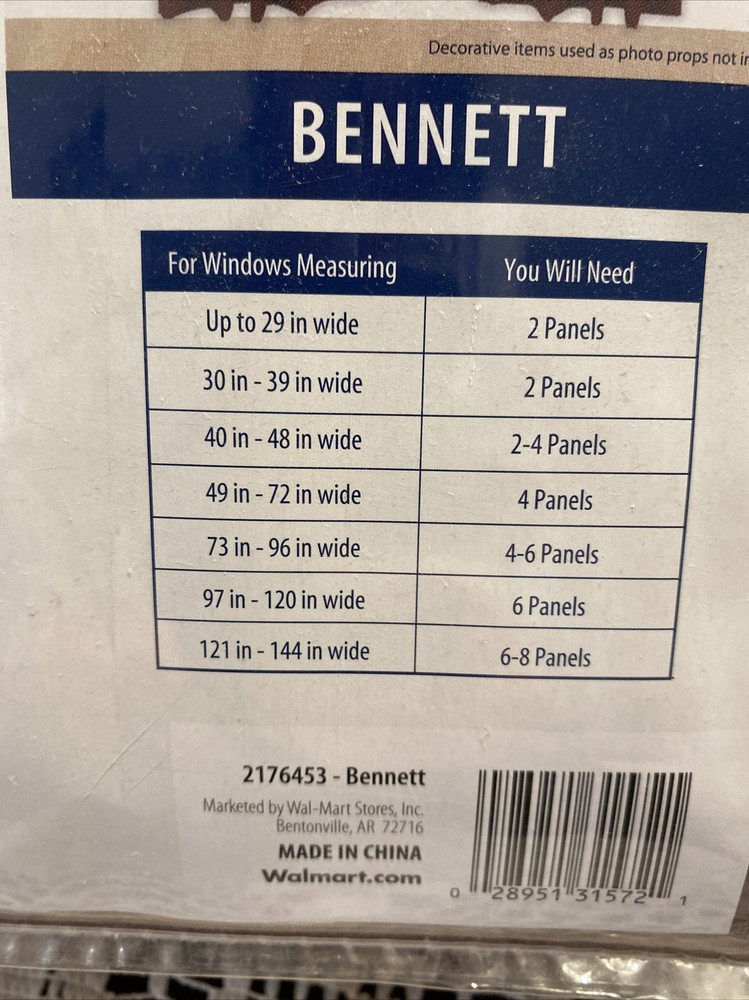 Decorative items used as photo props not
BENNETT
For Windows Measuring You Will Need
Up to 29 in wide 2 Panels
30 in - 39 in wide 2 Panels
40 in - 48 in wide 2-4 Panels
49 in - 72 in wide 4 Panels
73 in - 96 in wide 4-6 Panels
97 in - 120 in wide 6 Panels
121 in - 144 in wide 6-8 Panels
2176453 - Bennett
Marketed by Wal-Mart Stores, Inc.
Bentonville, AR 72716
MADE IN CHINA
Walmart.com
0 28951 31572 1